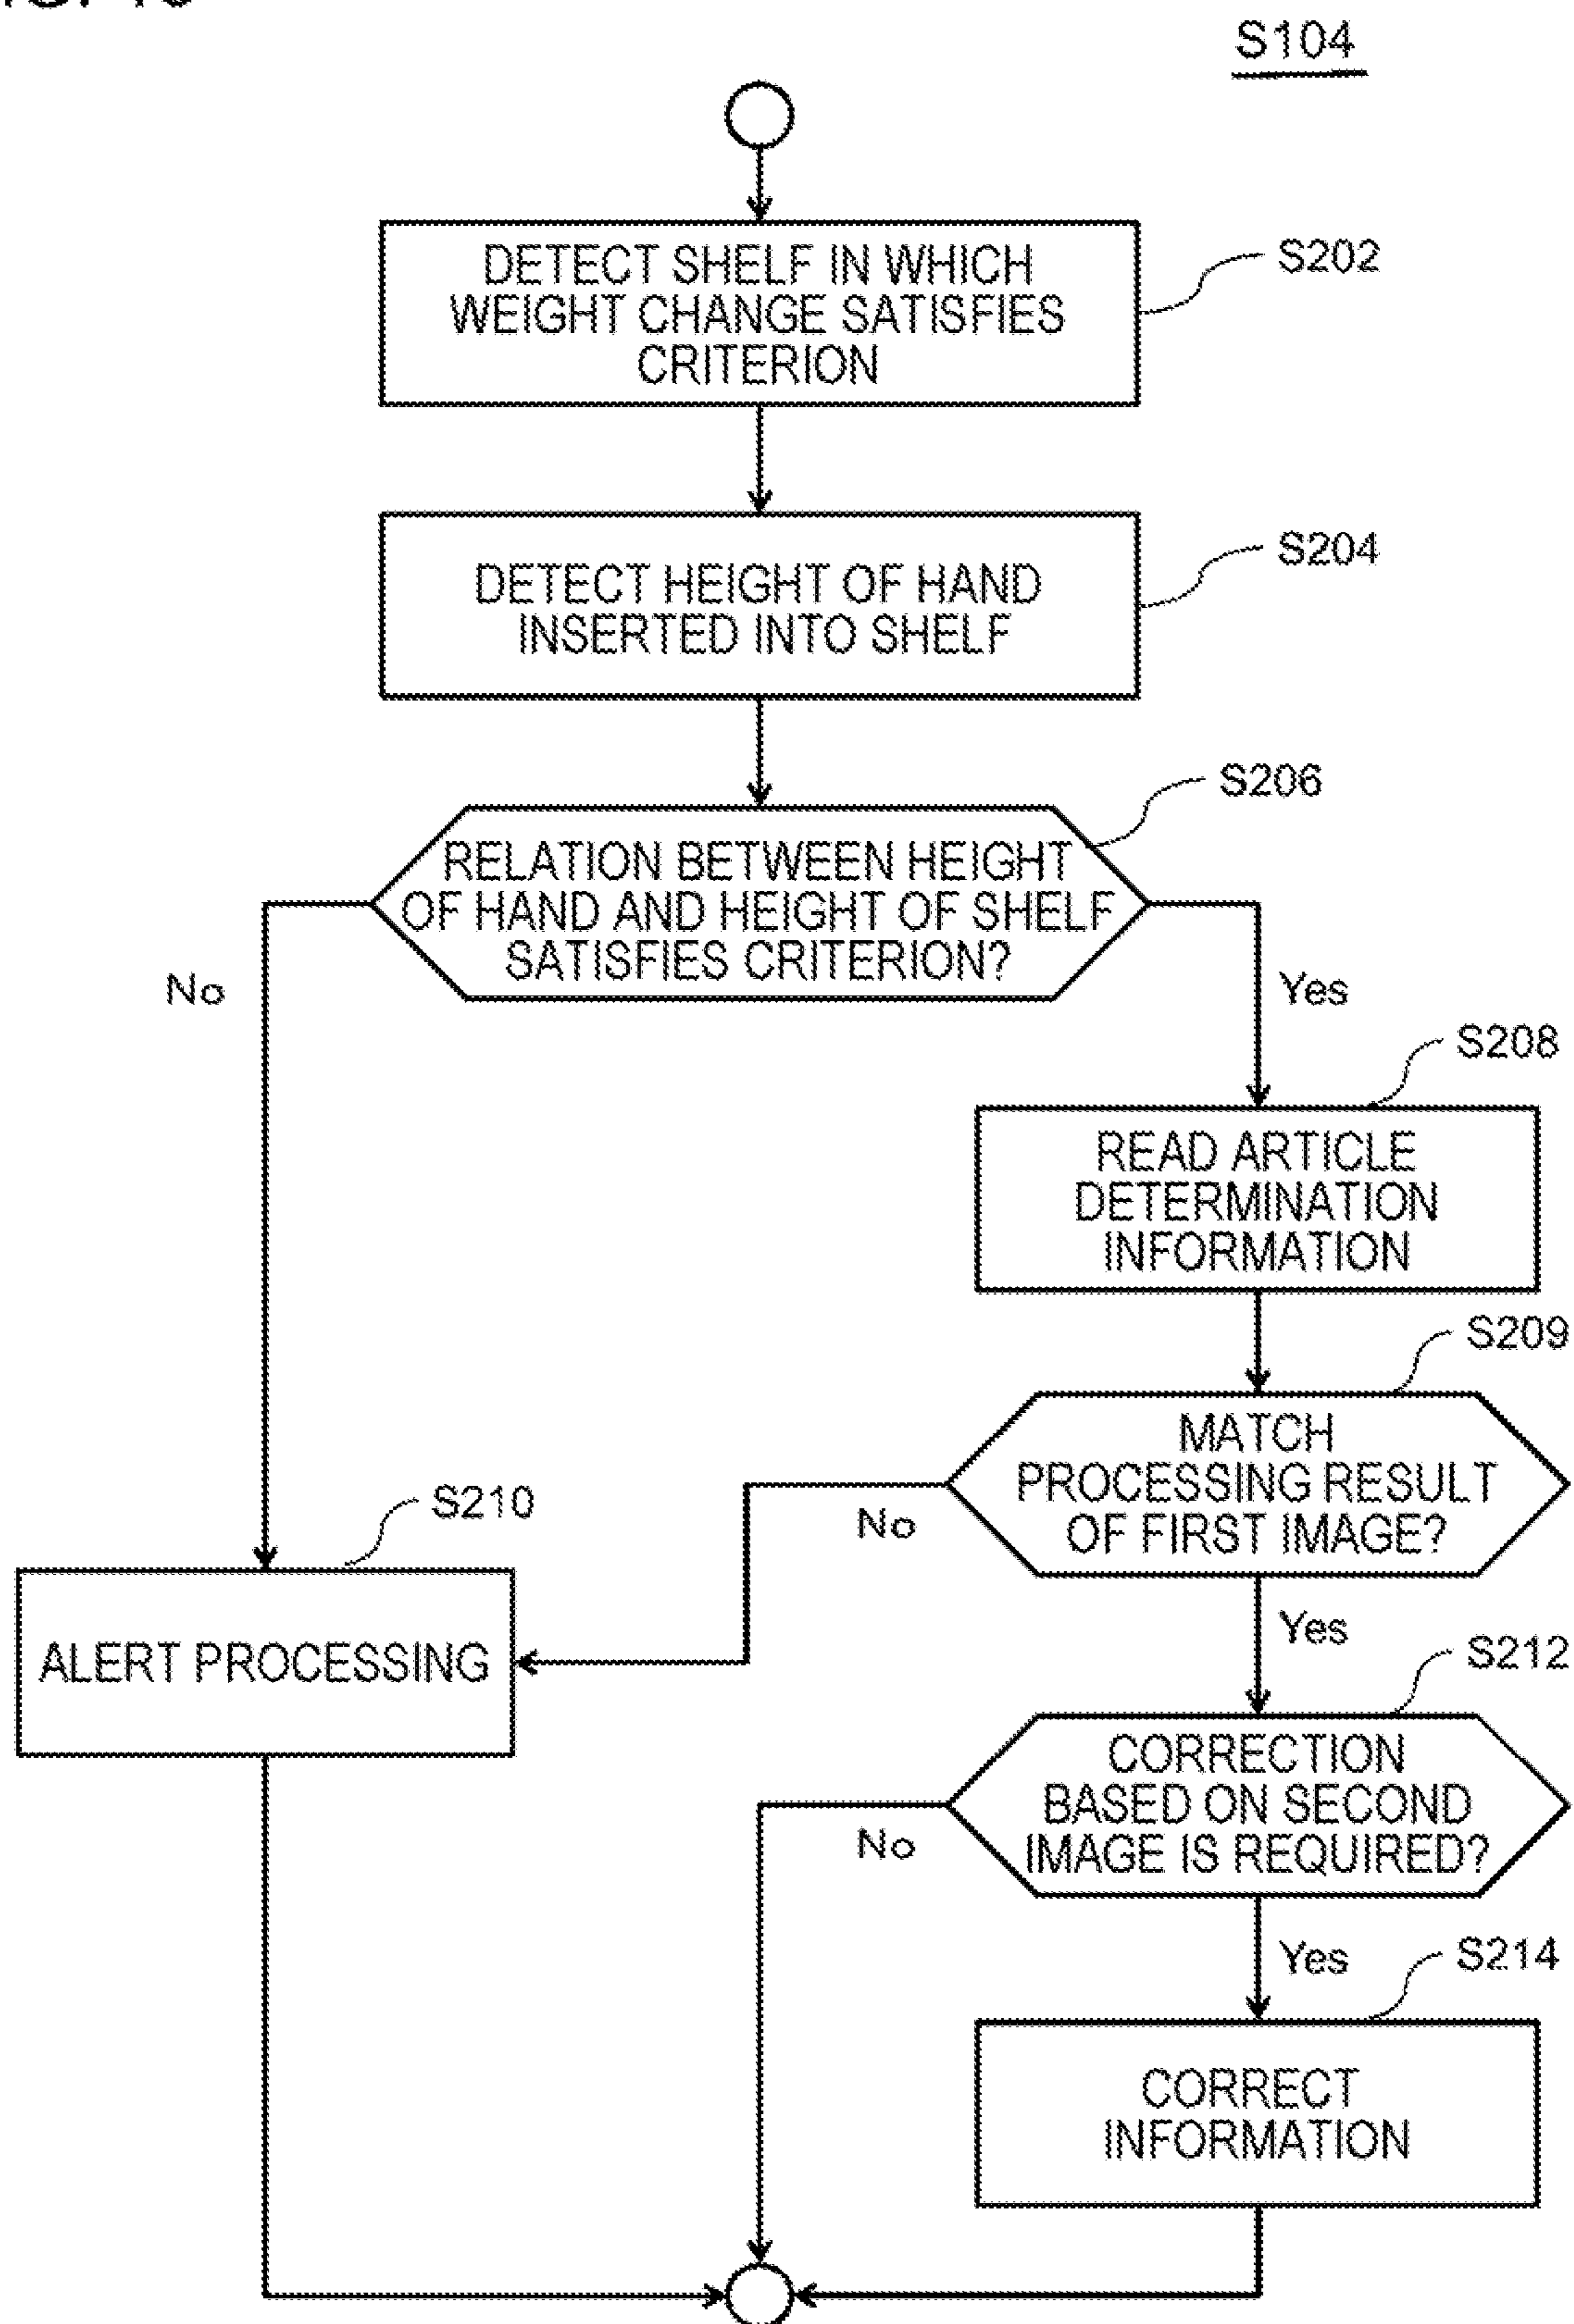 S104
DETECT SHELF IN WHICH
WEIGHT CHANGE SATISFIES
CRITERION
S202
DETECT HEIGHT OF HAND
INSERTED INTO SHELF
S204
RELATION BETWEEN HEIGHT
OF HAND AND HEIGHT OF SHELF
SATISFIES CRITERION?
S206
No
Yes
READ ARTICLE
DETERMINATION
INFORMATION
S208
MATCH
PROCESSING RESULT
OF FIRST IMAGE?
S209
No
Yes
ALERT PROCESSING
S210
CORRECTION
BASED ON SECOND
IMAGE IS REQUIRED?
S212
No
Yes
CORRECT
INFORMATION
S214